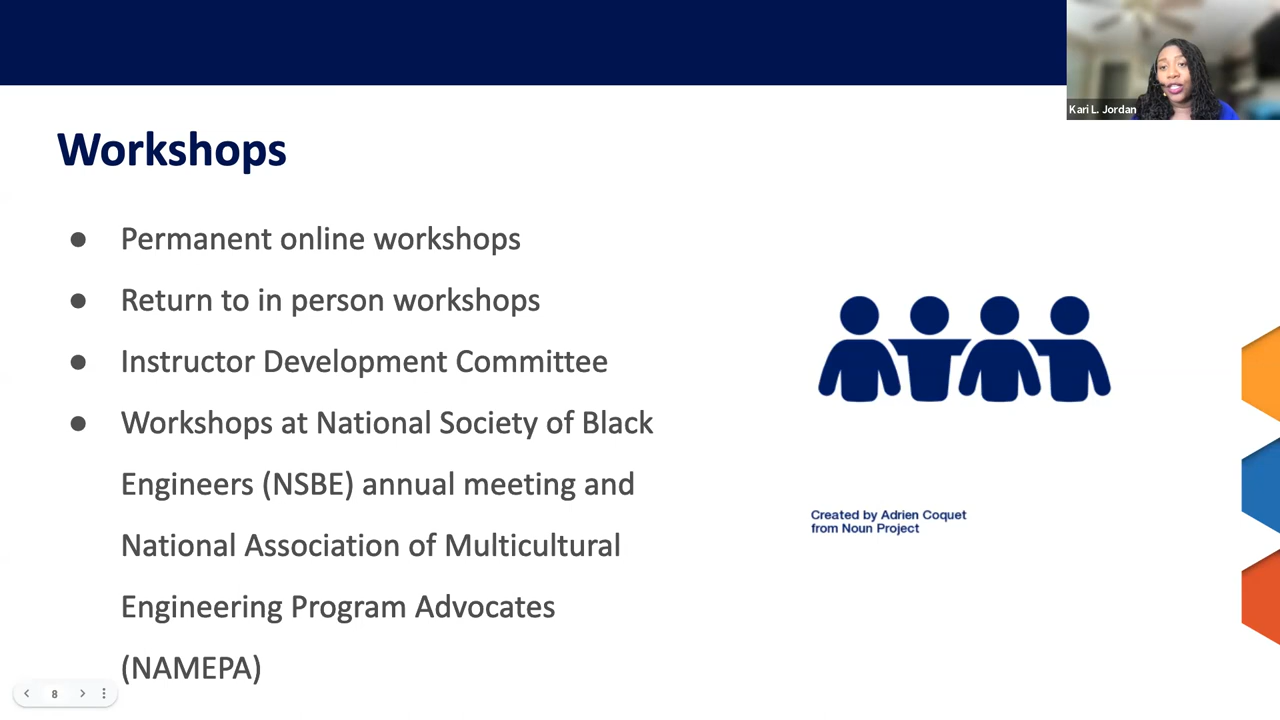 Kari L. Jordan
Workshops
● Permanent online workshops
● Return to in person workshops
● Instructor Development Committee
● Workshops at National Society of Black
Engineers (NSBE) annual meeting and
National Association of Multicultural
Engineering Program Advocates
(NAMEPA)
Created by Adrien Coquet
from Noun Project
8